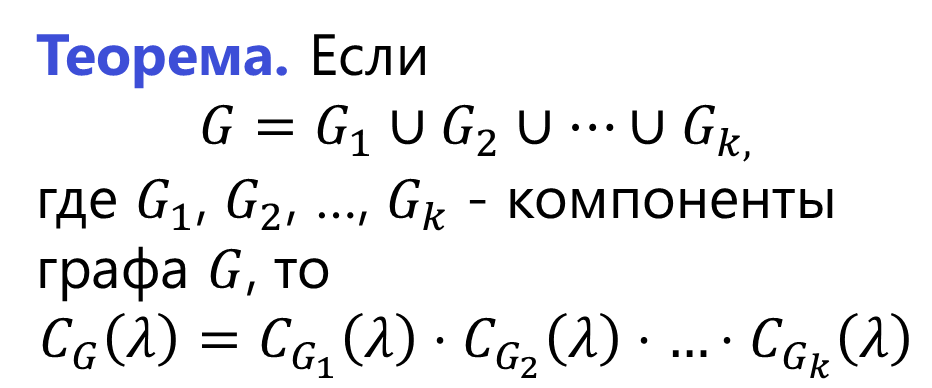 Теорема. Если
G = G₁ ∪ G₂ ∪ ⋯ ∪ Gₖ,
где G₁, G₂, ..., Gₖ - компоненты
графа G, то
C_G(λ) = C_{G₁}(λ) · C_{G₂}(λ) · ... · C_{Gₖ}(λ)